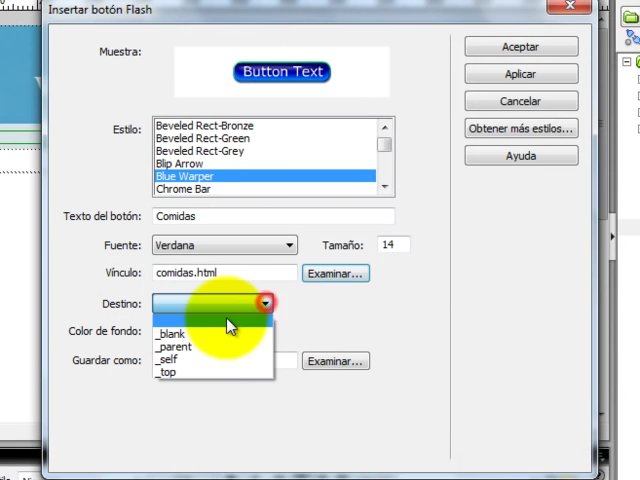 Insertar botón Flash
Muestra:
Button Text
Estilo:
Beveled Rect-Bronze
Beveled Rect-Green
Beveled Rect-Grey
Blip Arrow
Blue Warper
Chrome Bar
Texto del botón: Comidas
Fuente: Verdana Tamaño: 14
Vínculo: comidas.html Examinar...
Destino:
_blank
_parent
_self
_top
Color de fondo:
Guardar como: Examinar...
Aceptar
Aplicar
Cancelar
Obtener más estilos...
Ayuda